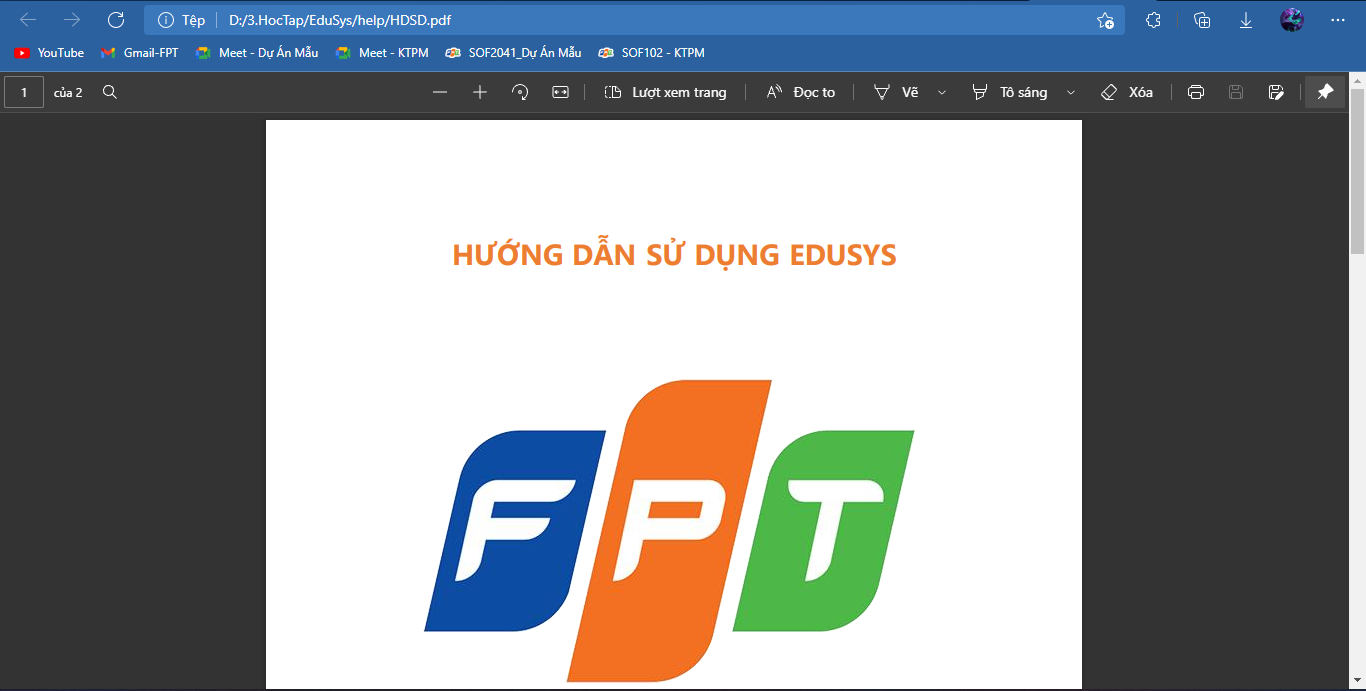 Tệp D:/3.HocTap/EduSys/help/HDSD.pdf
YouTube Gmail-FPT Meet - Dự Án Mẫu Meet - KTPM SOF2041_Dự Án Mẫu SOF102 - KTPM
1 của 2 Lượt xem trang Đọc to Vẽ Tô sáng Xóa
HƯỚNG DẪN SỬ DỤNG EDUSYS
FPT